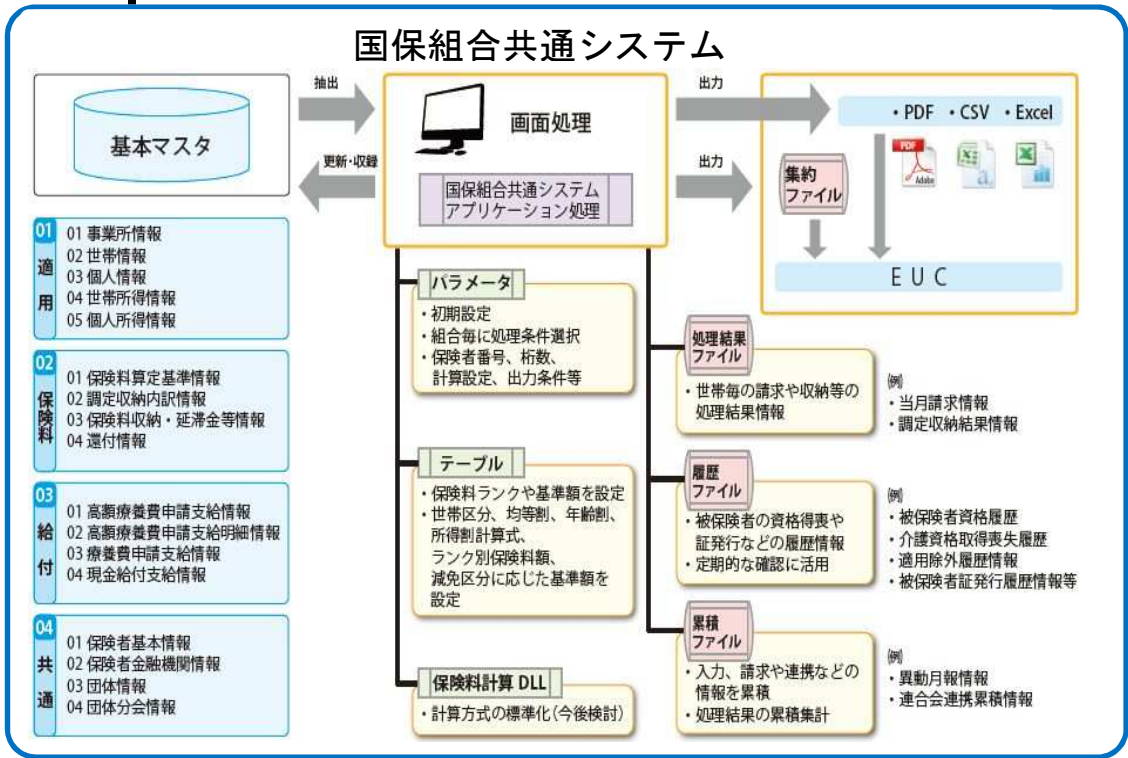 国保組合共通システム
基本マスタ
抽出
更新・収録
画面処理
国保組合共通システム
アプリケーション処理
出力
出力
・PDF ・CSV ・Excel
PDF
Adobe
a
集約
ファイル
EUC
01
適用
01 事業所情報
02 世帯情報
03 個人情報
04 世帯所得情報
05 個人所得情報
02
保険料
01 保険料算定基準情報
02 調定収納内訳情報
03 保険料収納・延滞金等情報
04 還付情報
03
給付
01 高額療養費申請支給情報
02 高額療養費申請支給明細情報
03 療養費申請支給情報
04 現金給付支給情報
04
共通
01 保険者基本情報
02 保険者金融機関情報
03 団体情報
04 団体分会情報
パラメータ
・初期設定
・組合毎に処理条件選択
・保険者番号、桁数、
計算設定、出力条件等
テーブル
・保険料ランクや基準額を設定
・世帯区分、均等割、年齢割、
所得割計算式、
ランク別保険料額、
減免区分に応じた基準額を
設定
保険料計算 DLL
・計算方式の標準化(今後検討)
処理結果
ファイル
・世帯毎の請求や収納等の
処理結果情報
㈲
・当月請求情報
・調定収納結果情報
履歴
ファイル
・被保険者の資格得喪や
証発行などの履歴情報
・定期的な確認に活用
㈲
・被保険者資格履歴
・介護資格取得喪失履歴
・適用除外履歴情報
・被保険者証発行履歴情報等
累積
ファイル
・入力、請求や連携などの
情報を累積
・処理結果の累積集計
㈲
・異動月報情報
・連合会連携累積情報